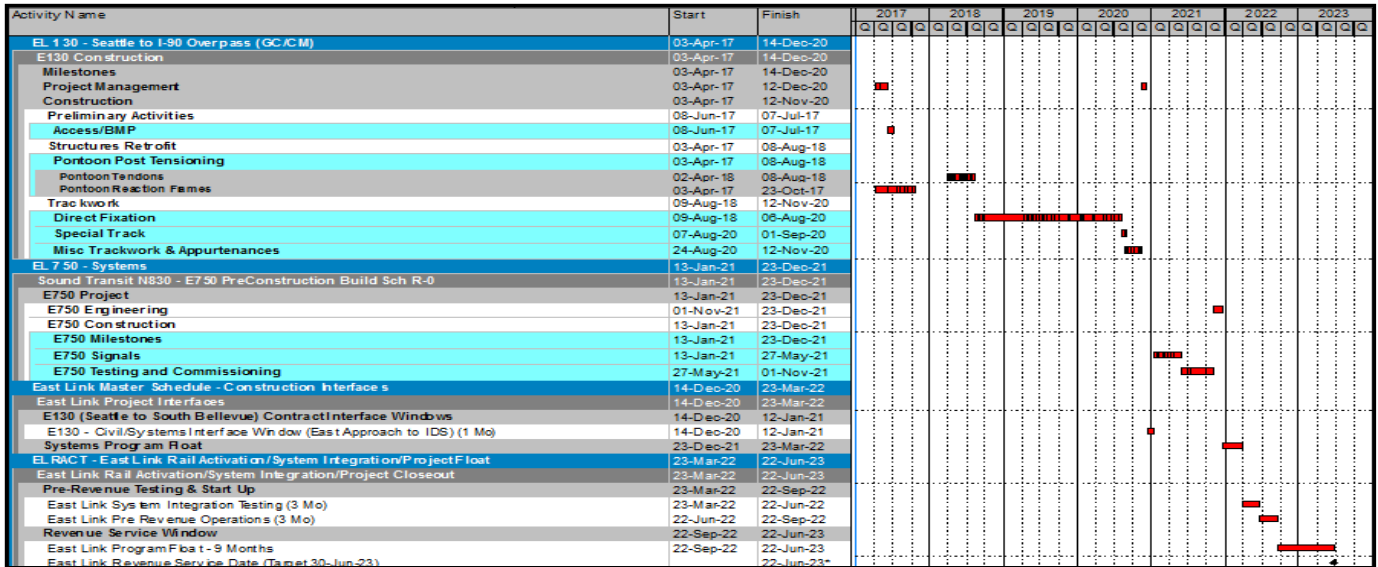 Activity Name Start Finish 2017 2018 2019 2020 2021 2022 2023
Q Q Q Q Q Q Q Q Q Q Q Q Q Q Q Q Q Q Q Q Q Q Q Q Q Q Q Q
EL 130 - Seattle to I-90 Overpass (GC/CM) 03-Apr-17 14-Dec-20
E130 Construction 03-Apr-17 14-Dec-20
Milestones 03-Apr-17 14-Dec-20
Project Management 03-Apr-17 12-Dec-20
Construction 03-Apr-17 12-Nov-20
Preliminary Activities 08-Jun-17 07-Jul-17
Access/BMP 08-Jun-17 07-Jul-17
Structures Retrofit 03-Apr-17 08-Aug-18
Pontoon Post Tensioning 03-Apr-17 08-Aug-18
Pontoon Tendons 02-Apr-18 08-Aug-18
Pontoon Reaction Frames 03-Apr-17 23-Oct-17
Trackwork 09-Aug-18 12-Nov-20
Direct Fixation 09-Aug-18 06-Aug-20
Special Track 07-Aug-20 01-Sep-20
Misc Trackwork & Appurtenances 24-Aug-20 12-Nov-20
EL 750 - Systems 13-Jan-21 23-Dec-21
Sound Transit N830 - E750 PreConstruction Build Sch R-0 13-Jan-21 23-Dec-21
E750 Project 13-Jan-21 23-Dec-21
E750 Engineering 01-Nov-21 23-Dec-21
E750 Construction 13-Jan-21 23-Dec-21
E750 Milestones 13-Jan-21 23-Dec-21
E750 Signals 13-Jan-21 27-May-21
E750 Testing and Commissioning 27-May-21 01-Nov-21
East Link Master Schedule - Construction Interfaces 14-Dec-20 23-Mar-22
East Link Project Interfaces 14-Dec-20 23-Mar-22
E130 (Seattle to South Bellevue) Contract Interface Windows 14-Dec-20 12-Jan-21
E130 - Civil/Systems Interface Window (East Approach to IDS) (1 Mo) 14-Dec-20 12-Jan-21
Systems Program Float 23-Dec-21 23-Mar-22
ELRACT - East Link Rail Activation/System Integration/Project Float 23-Mar-22 22-Jun-23
East Link Rail Activation/System Integration/Project Closeout 23-Mar-22 22-Jun-23
Pre-Revenue Testing & Start Up 23-Mar-22 22-Sep-22
East Link System Integration Testing (3 Mo) 23-Mar-22 22-Jun-22
East Link Pre Revenue Operations (3 Mo) 22-Jun-22 22-Sep-22
Revenue Service Window 22-Sep-22 22-Jun-23
East Link Program Float - 9 Months 22-Sep-22 22-Jun-23
East Link Revenue Service Date (Target 30-Jun-23) 22-Jun-23*